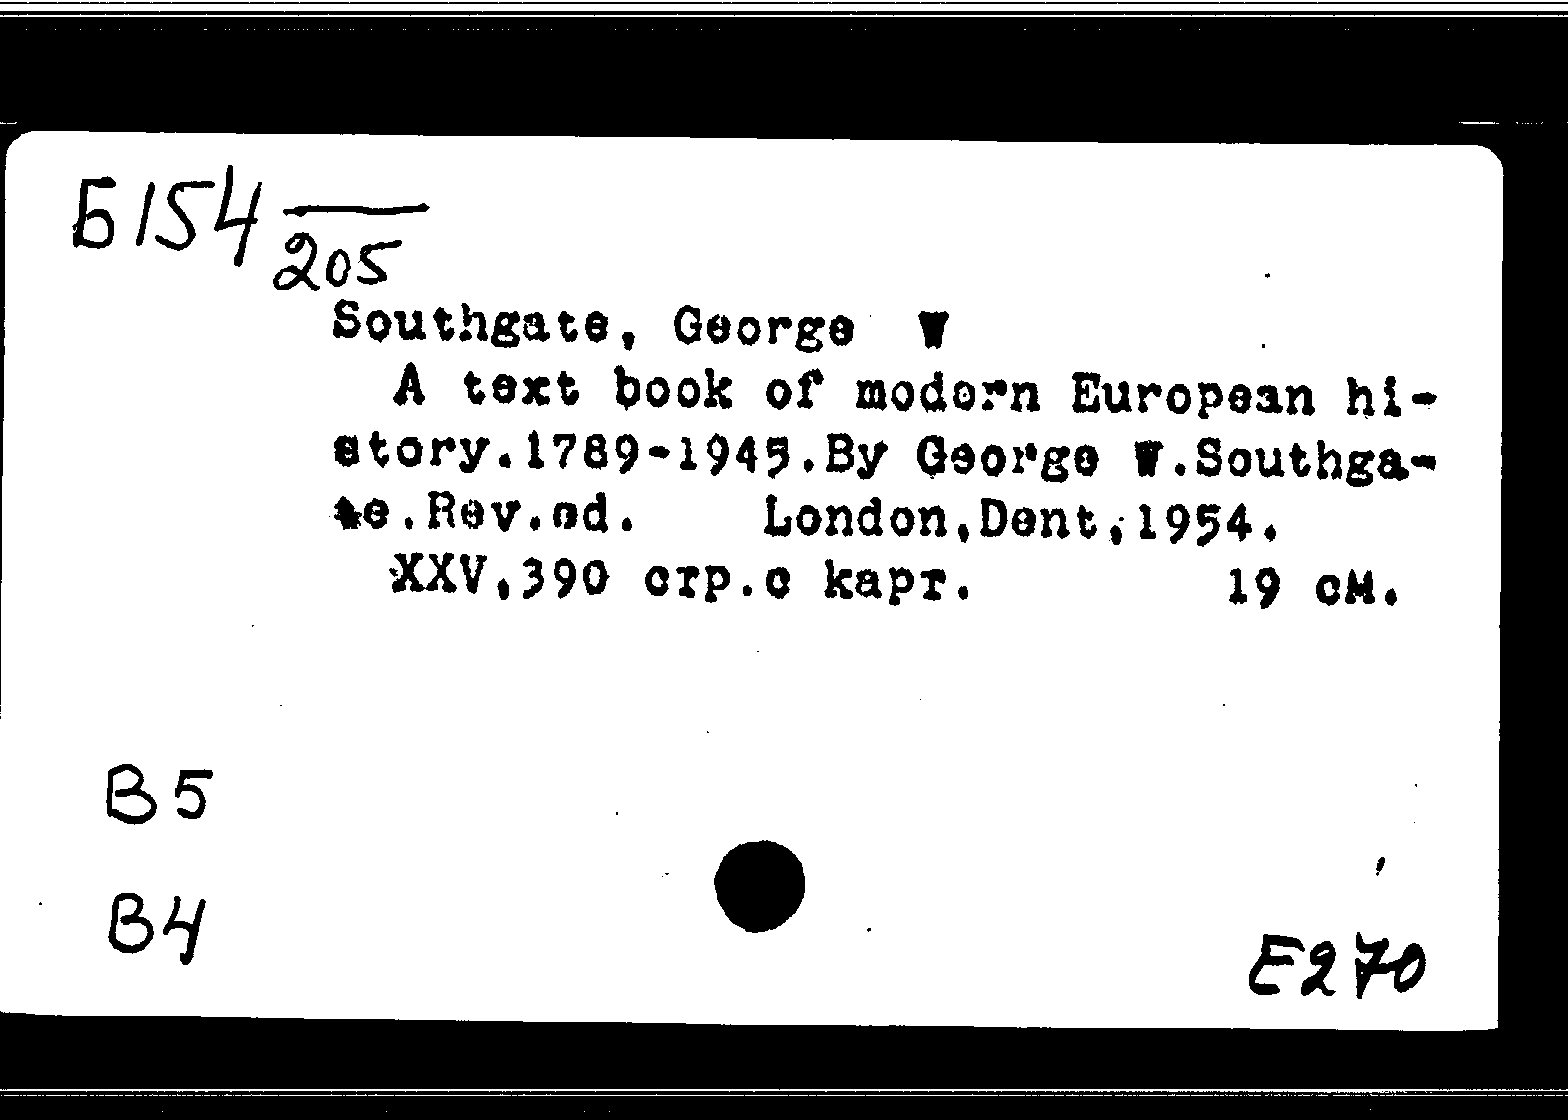 Б154 205
Southgate, George W
A text book of modern European hi-
story.1789-1945.By George W.Southga-
te.Rev.ed. London,Dent,1954.
XXV,390 стр.с карт. 19 см.
B5
B4
E270